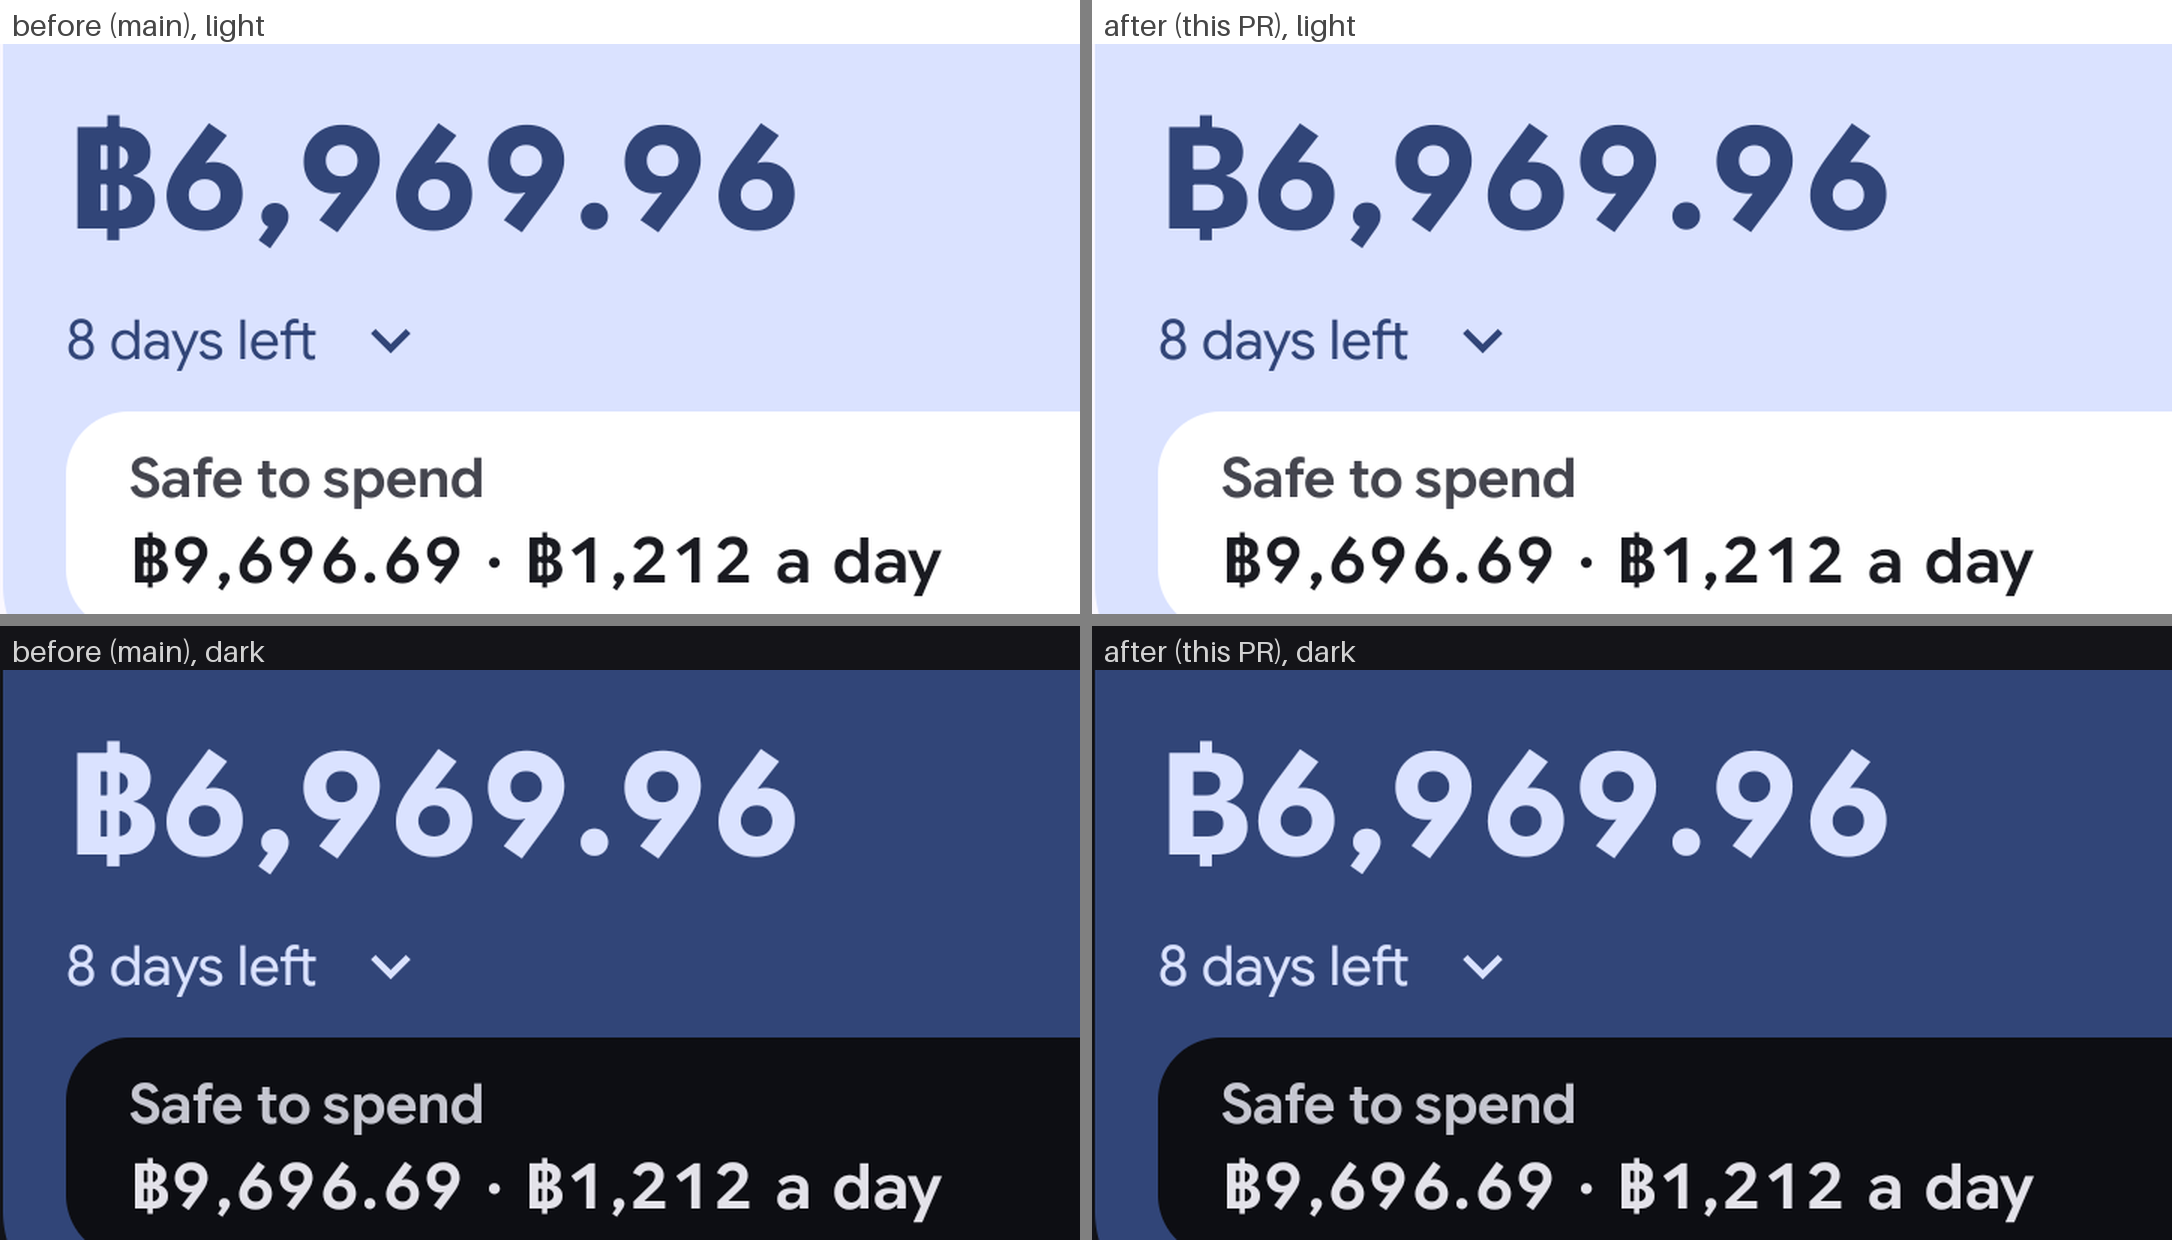 before (main), light
฿6,969.96
8 days left
Safe to spend
฿9,696.69 · ฿1,212 a day
after (this PR), light
฿6,969.96
8 days left
Safe to spend
฿9,696.69 · ฿1,212 a day
before (main), dark
฿6,969.96
8 days left
Safe to spend
฿9,696.69 · ฿1,212 a day
after (this PR), dark
฿6,969.96
8 days left
Safe to spend
฿9,696.69 · ฿1,212 a day